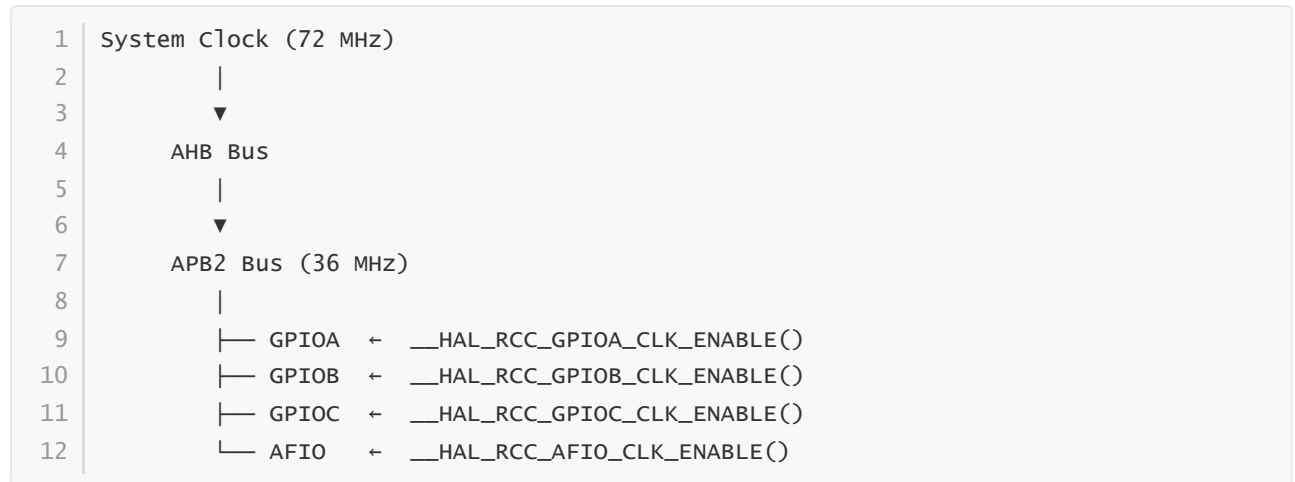 1 System Clock (72 MHz)
2 |
3 ▼
4 AHB Bus
5 |
6 ▼
7 APB2 Bus (36 MHz)
8 |
9 ├── GPIOA ← __HAL_RCC_GPIOA_CLK_ENABLE()
10 ├── GPIOB ← __HAL_RCC_GPIOB_CLK_ENABLE()
11 ├── GPIOC ← __HAL_RCC_GPIOC_CLK_ENABLE()
12 └── AFIO ← __HAL_RCC_AFIO_CLK_ENABLE()